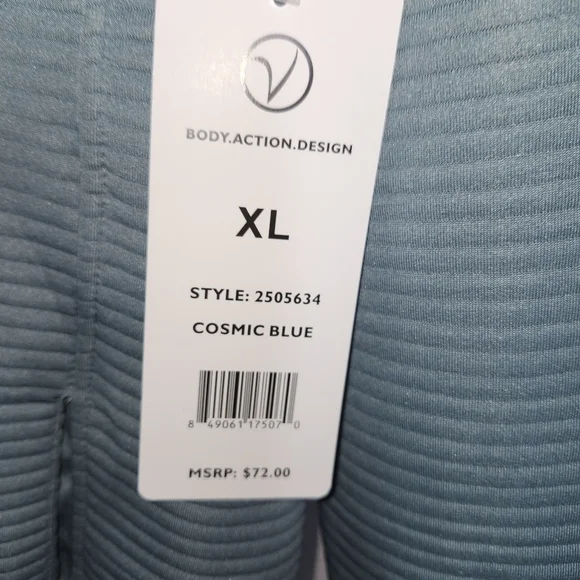 BODY.ACTION.DESIGN
XL
STYLE: 2505634
COSMIC BLUE
8 49061 17507 0
MSRP: $72.00